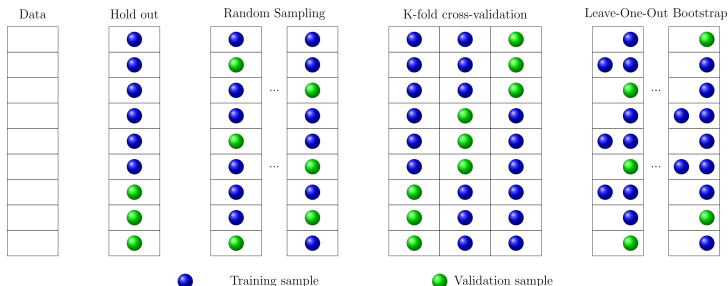 Data Hold out Random Sampling K-fold cross-validation Leave-One-Out Bootstrap
... ...
... ...
Training sample Validation sample